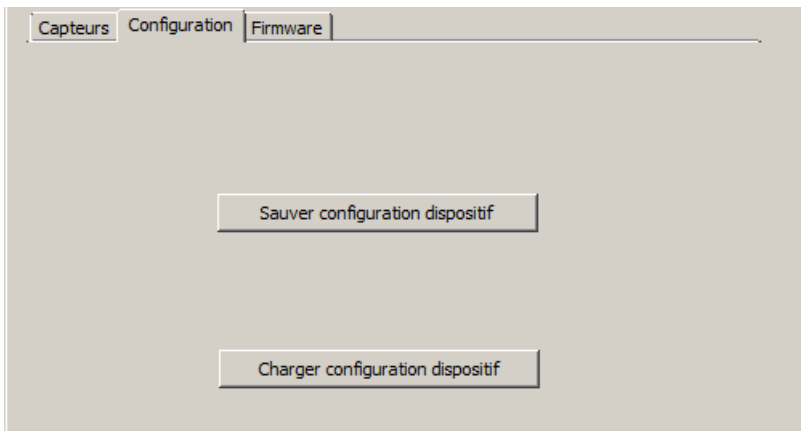 Capteurs Configuration Firmware
Sauver configuration dispositif
Charger configuration dispositif